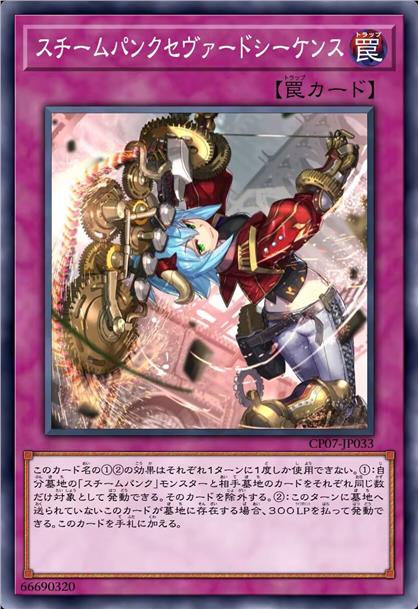 スチームパンクセヴァードシーケンス
罠
トラップ
【罠カード】
トラップ
CP07-JP033
このカード名の①②の効果はそれぞれ1ターンに1度しか使用できない。①:自
分墓地の「スチームパンク」モンスターと相手墓地のカードをそれぞれ同じ数
だけ対象として発動できる。そのカードを除外する。②:このターンに墓地へ
送られていないこのカードが墓地に存在する場合、300LPを払って発動で
きる。このカードを手札に加える。
66690320